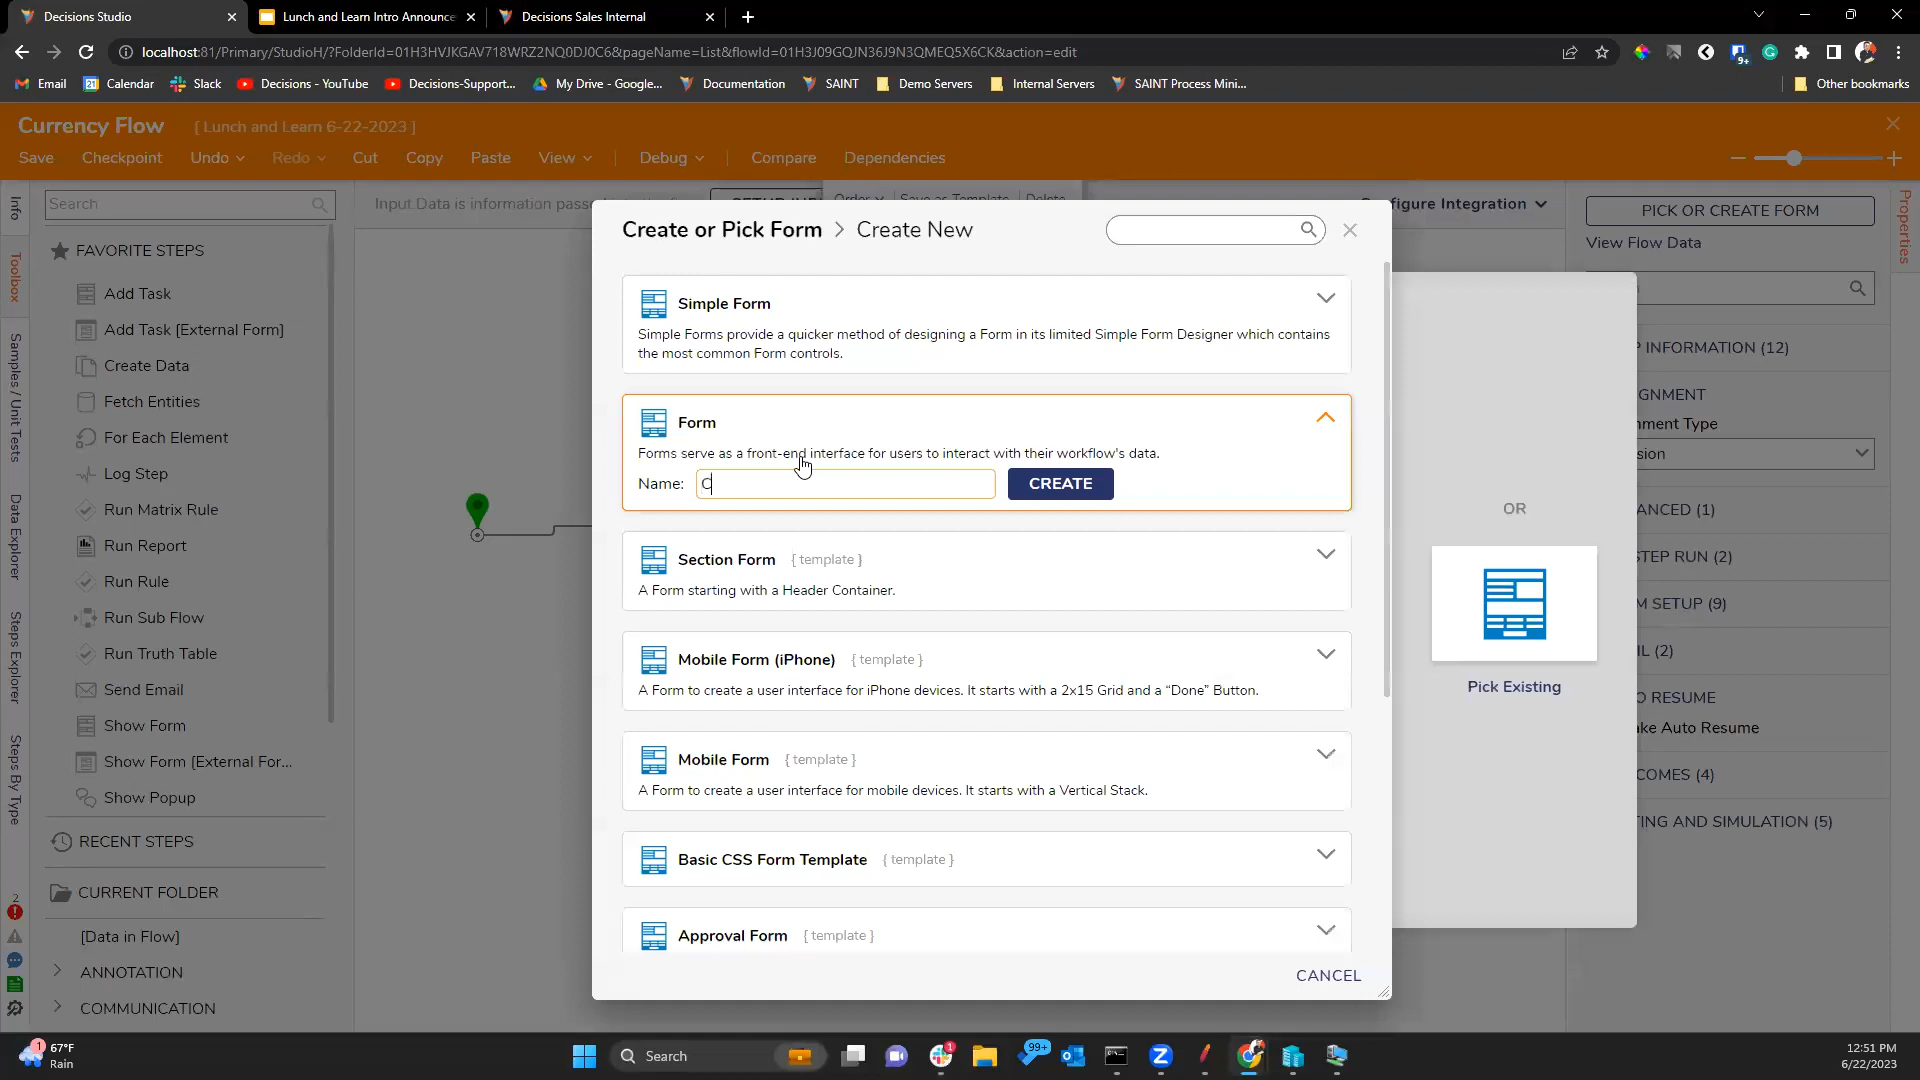 Decisions Studio
Lunch and Learn Intro Announce
Decisions Sales Internal
localhost:81/Primary/StudioH/?FolderId=01H3HVJKGAV718WRZ2NQ0DJ0C6&pageName=List&flowId=01H3J09GQJN36J9N3QMEQ5X6CK&action=edit
9+
Email
Calendar
Slack
Decisions - YouTube
Decisions-Support...
My Drive - Google...
Documentation
SAINT
Demo Servers
Internal Servers
SAINT Process Mini...
Other bookmarks
Currency Flow [ Lunch and Learn 6-22-2023 ]
Save Checkpoint Undo Redo Cut Copy Paste View Debug Compare Dependencies
Info
Toolbox
Samples / Unit Tests
Data Explorer
Steps Explorer
Steps By Type
2
Search
FAVORITE STEPS
Add Task
Add Task [External Form]
Create Data
Fetch Entities
For Each Element
Log Step
Run Matrix Rule
Run Report
Run Rule
Run Sub Flow
Run Truth Table
Send Email
Show Form
Show Form [External For...
Show Popup
RECENT STEPS
CURRENT FOLDER
[Data in Flow]
ANNOTATION
COMMUNICATION
Input Data is information pass
Order Save as Template Delete
figure Integration
Create or Pick Form > Create New
Simple Form
Simple Forms provide a quicker method of designing a Form in its limited Simple Form Designer which contains
the most common Form controls.
Form
Forms serve as a front-end interface for users to interact with their workflow's data.
Name: C CREATE
Section Form { template }
A Form starting with a Header Container.
Mobile Form (iPhone) { template }
A Form to create a user interface for iPhone devices. It starts with a 2x15 Grid and a "Done" Button.
Mobile Form { template }
A Form to create a user interface for mobile devices. It starts with a Vertical Stack.
Basic CSS Form Template { template }
Approval Form { template }
CANCEL
OR
Pick Existing
PICK OR CREATE FORM
View Flow Data
Properties
INFORMATION (12)
GNMENT
ment Type
sion
ANCED (1)
STEP RUN (2)
M SETUP (9)
IL (2)
O RESUME
ke Auto Resume
COMES (4)
ING AND SIMULATION (5)
1
67°F
Rain
Search
1
99+
12:51 PM
6/22/2023